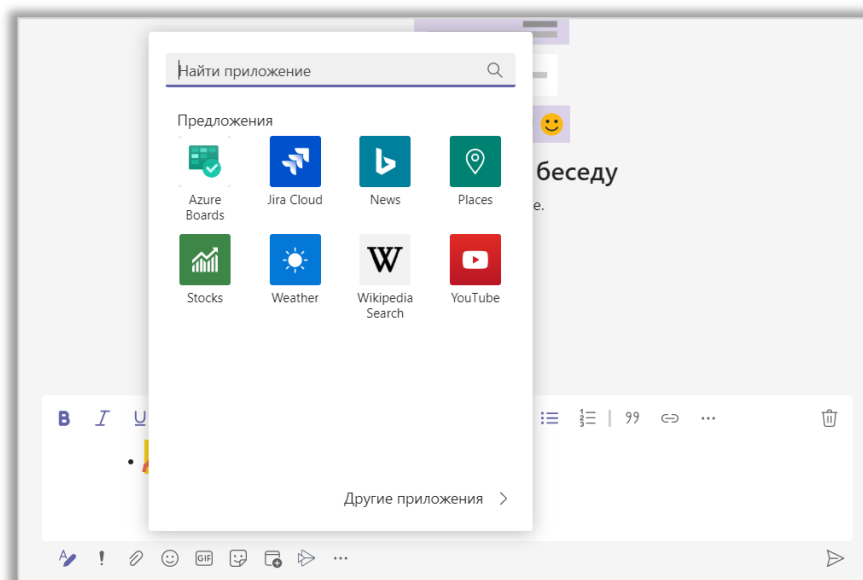 Найти приложение
Предложения
Azure Boards
Jira Cloud
News
Places
беседу
е.
Stocks
Weather
Wikipedia Search
YouTube
B I U
99
Другие приложения
GIF